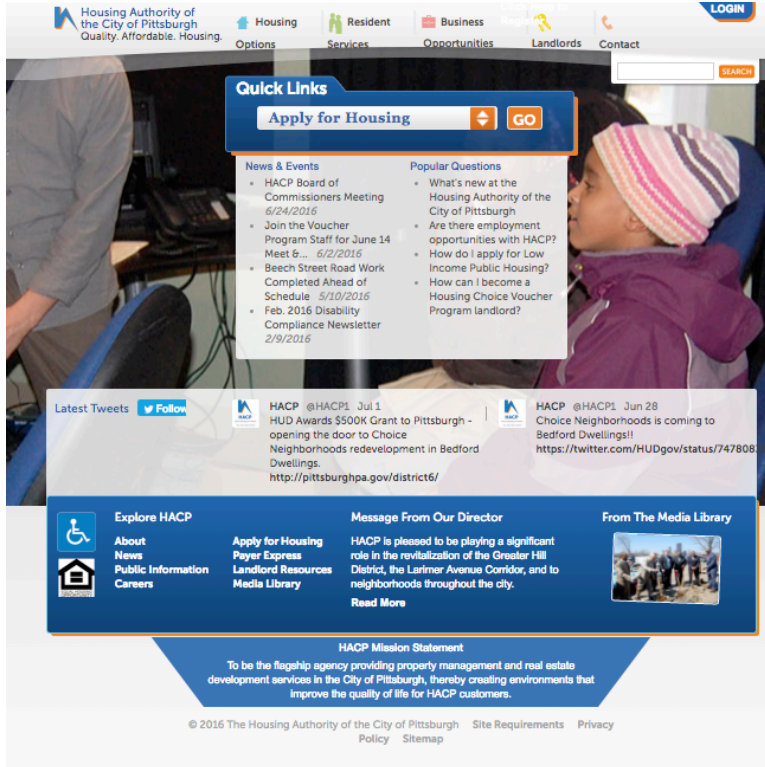 Housing Authority of
the City of Pittsburgh
Quality. Affordable. Housing.
Housing
Options
Resident
Services
Business
Opportunities
Landlords
Contact
LOGIN
SEARCH
Quick Links
Apply for Housing
GO
News & Events
HACP Board of
Commissioners Meeting
6/24/2016
Join the Voucher
Program Staff for June 14
Meet &... 6/2/2016
Beech Street Road Work
Completed Ahead of
Schedule 5/10/2016
Feb. 2016 Disability
Compliance Newsletter
2/9/2016
Popular Questions
What's new at the
Housing Authority of the
City of Pittsburgh
Are there employment
opportunities with HACP?
How do I apply for Low
Income Public Housing?
How can I become a
Housing Choice Voucher
Program landlord?
Latest Tweets
Follow
HACP
HACP @HACP1 Jul 1
HUD Awards $500K Grant to Pittsburgh -
opening the door to Choice
Neighborhoods redevelopment in Bedford
Dwellings.
http://pittsburghpa.gov/district6/
HACP
HACP @HACP1 Jun 28
Choice Neighborhoods is coming to
Bedford Dwellings!!
https://twitter.com/HUDgov/status/747808
Explore HACP
About
News
Public Information
Careers
Apply for Housing
Payer Express
Landlord Resources
Media Library
Message From Our Director
HACP is pleased to be playing a significant
role in the revitalization of the Greater Hill
District, the Larimer Avenue Corridor, and to
neighborhoods throughout the city.
Read More
From The Media Library
HACP Mission Statement
To be the flagship agency providing property management and real estate
development services in the City of Pittsburgh, thereby creating environments that
improve the quality of life for HACP customers.
© 2016 The Housing Authority of the City of Pittsburgh Site Requirements Privacy
Policy Sitemap